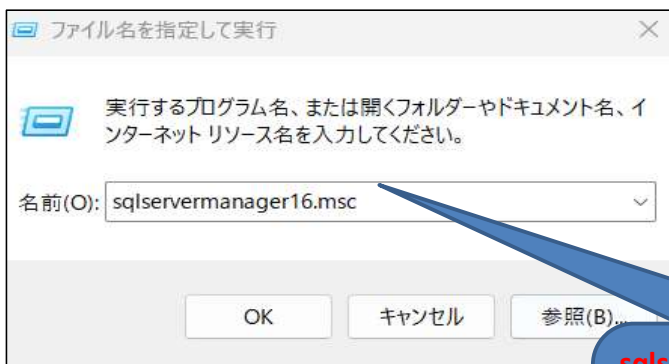 ファイル名を指定して実行
実行するプログラム名、または開くフォルダーやドキュメント名、イ
ンターネット リソース名を入力してください。
名前(O): sqlservermanager16.msc
OK キャンセル 参照(B)...
sqls